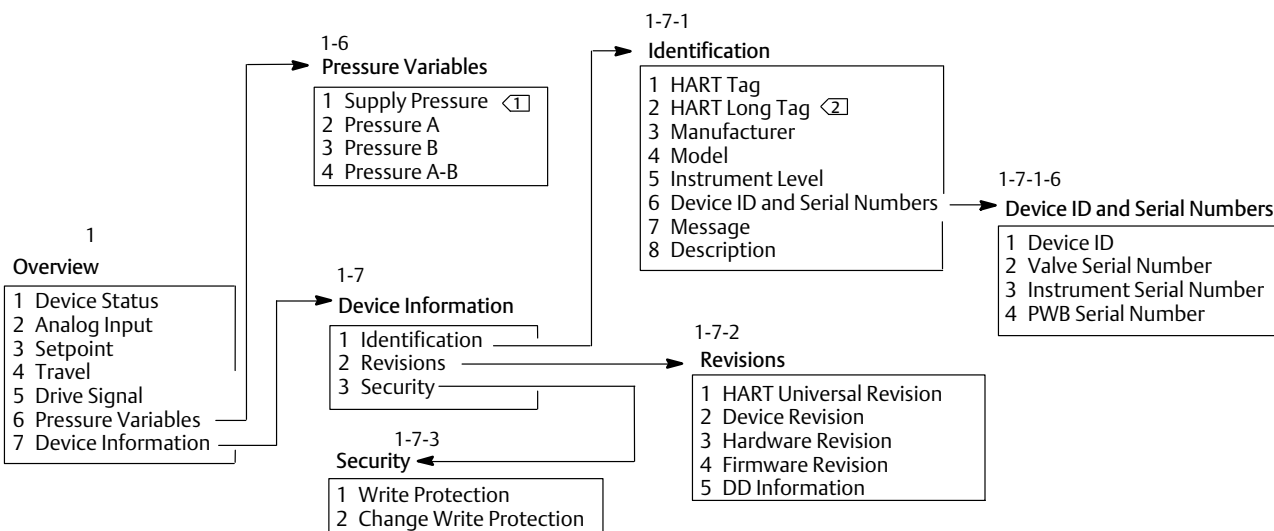 1
Overview
1 Device Status
2 Analog Input
3 Setpoint
4 Travel
5 Drive Signal
6 Pressure Variables
7 Device Information
1-6
Pressure Variables
1 Supply Pressure 1
2 Pressure A
3 Pressure B
4 Pressure A-B
1-7
Device Information
1 Identification
2 Revisions
3 Security
1-7-3
Security
1 Write Protection
2 Change Write Protection
1-7-1
Identification
1 HART Tag
2 HART Long Tag 2
3 Manufacturer
4 Model
5 Instrument Level
6 Device ID and Serial Numbers
7 Message
8 Description
1-7-2
Revisions
1 HART Universal Revision
2 Device Revision
3 Hardware Revision
4 Firmware Revision
5 DD Information
1-7-1-6
Device ID and Serial Numbers
1 Device ID
2 Valve Serial Number
3 Instrument Serial Number
4 PWB Serial Number